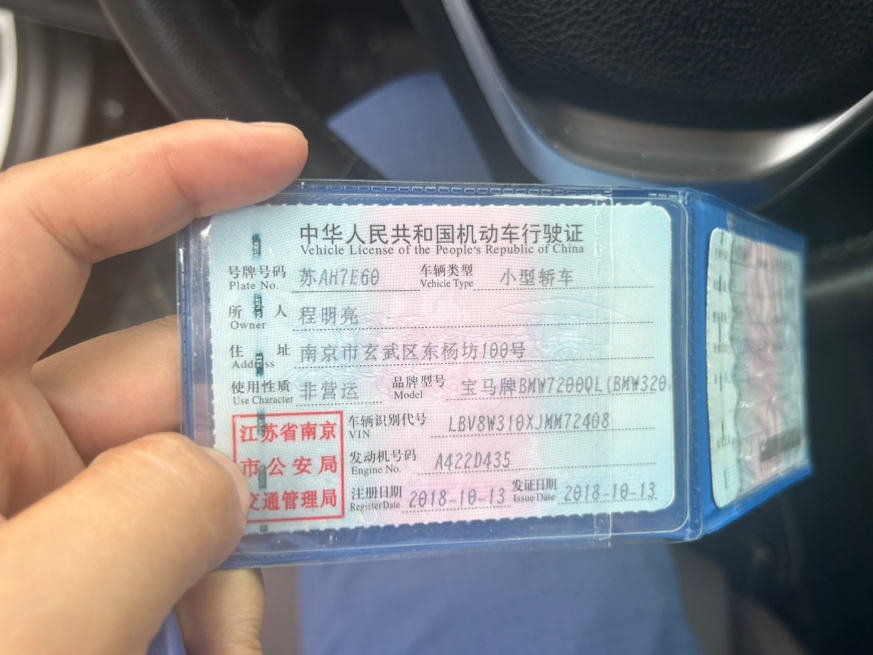 中华人民共和国机动车行驶证
Vehicle License of the People's Republic of China
号牌号码 苏AH7E60 车辆类型 小型轿车
Plate No. Vehicle Type
所有人 程明亮
Owner
住址 南京市玄武区东杨坊100号
Address
使用性质 非营运 品牌型号 宝马牌BMW7200QL(BMW320
Use Character Model
江苏省南京
市公安局
交通管理局
车辆识别代号 LBV8W310XJMM72408
VIN
发动机号码 A422D435
Engine No.
注册日期 2018-10-13 发证日期 2018-10-13
Register Date Issue Date